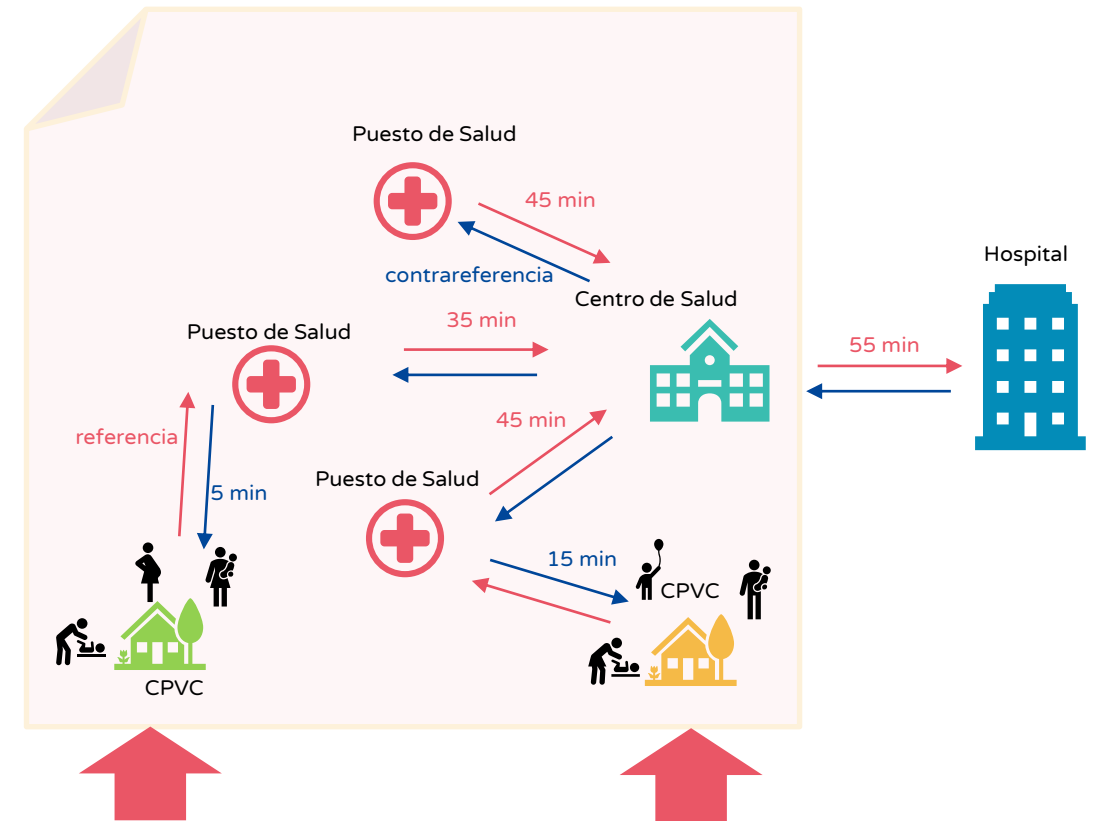 Puesto de Salud
45 min
contrareferencia
Hospital
Centro de Salud
35 min
Puesto de Salud
55 min
45 min
referencia
Puesto de Salud
5 min
15 min
CPVC
CPVC